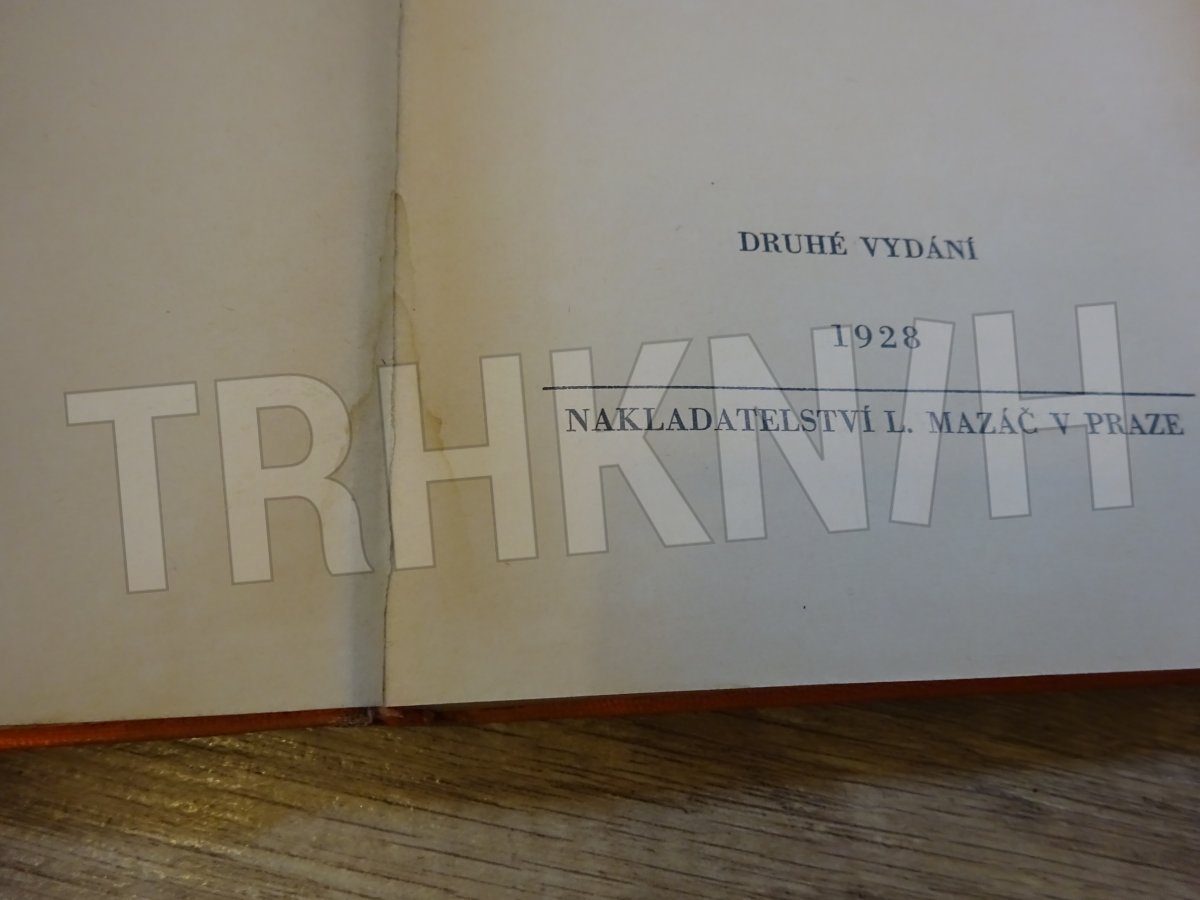 DRUHÉ VYDÁNÍ
1928
NAKLADATELSTVÍ L. MAZÁČ V PRAZE
TRHKNIH